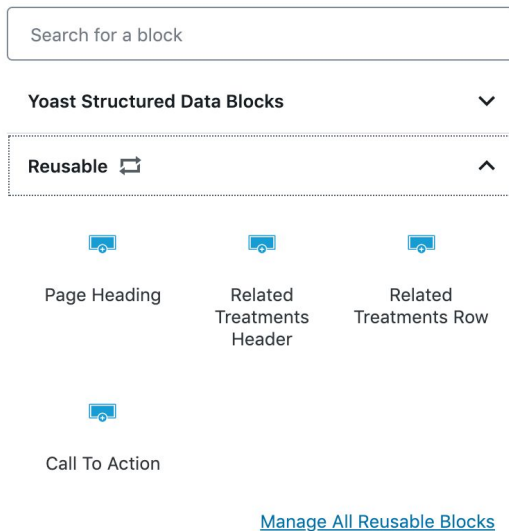 Search for a block
Yoast Structured Data Blocks
Reusable
Page Heading
Related
Treatments
Header
Related
Treatments Row
Call To Action
Manage All Reusable Blocks